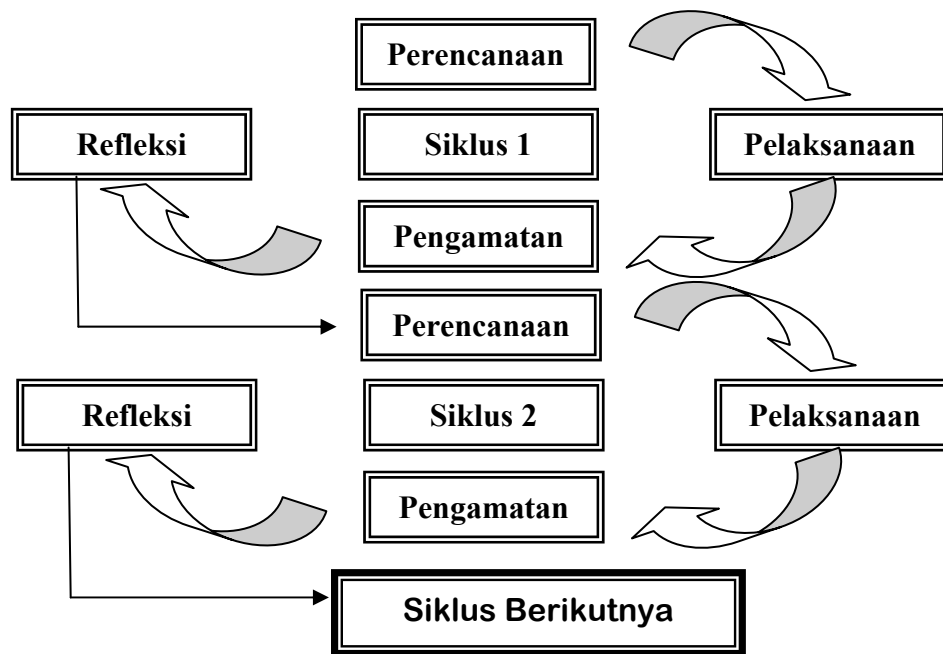 Perencanaan
Refleksi
Siklus 1
Pelaksanaan
Pengamatan
Perencanaan
Refleksi
Siklus 2
Pelaksanaan
Pengamatan
Siklus Berikutnya